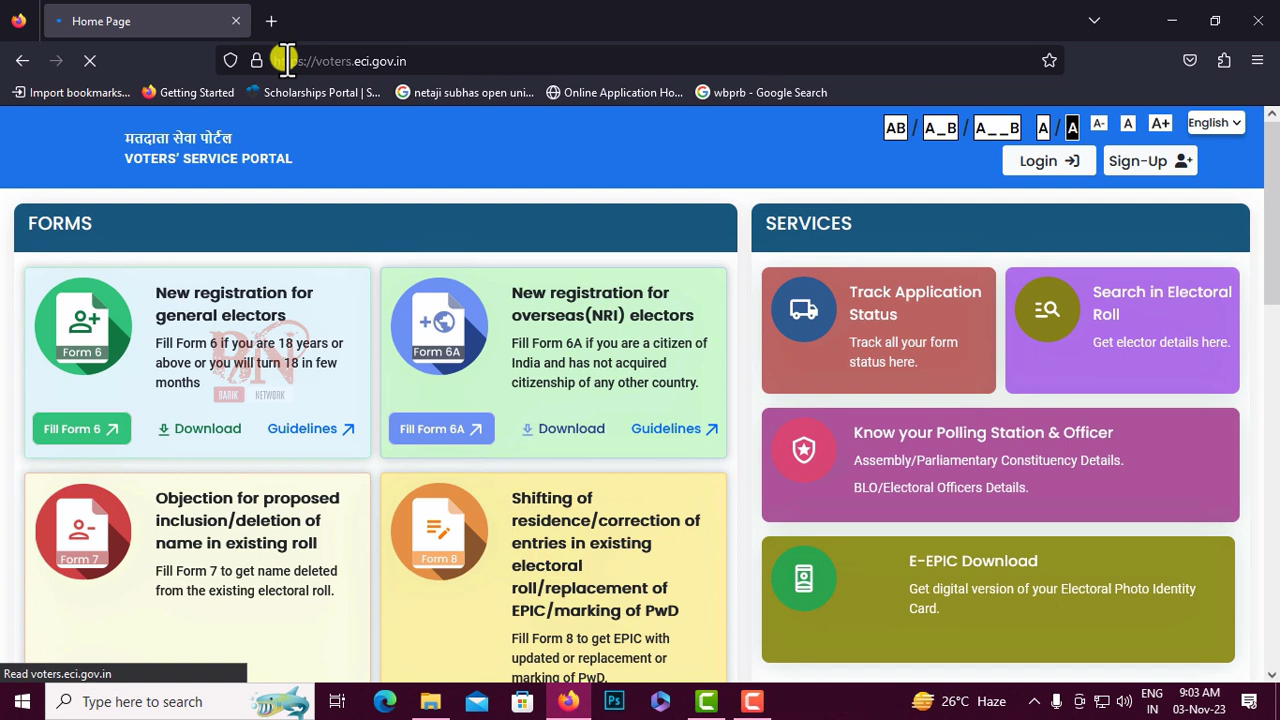 Home Page
https://voters.eci.gov.in
Import bookmarks...
Getting Started
Scholarships Portal | S...
netaji subhas open uni...
Online Application Ho...
wbprb - Google Search
मतदाता सेवा पोर्टल
VOTERS' SERVICE PORTAL
AB / A_B / A__B A / A A- A A+ English
Login
Sign-Up
FORMS
New registration for
general electors
Fill Form 6 if you are 18 years or
above or you will turn 18 in few
months
Form 6
Fill Form 6
Download
Guidelines
New registration for
overseas(NRI) electors
Fill Form 6A if you are a citizen of
India and has not acquired
citizenship of any other country.
Form 6A
Fill Form 6A
Download
Guidelines
BN
BARIK NETWORK
Objection for proposed
inclusion/deletion of
name in existing roll
Fill Form 7 to get name deleted
from the existing electoral roll.
Form 7
Shifting of
residence/correction of
entries in existing
electoral
roll/replacement of
EPIC/marking of PwD
Fill Form 8 to get EPIC with
updated or replacement or
marking of PwD.
Form 8
SERVICES
Track Application
Status
Track all your form
status here.
Search in Electoral
Roll
Get elector details here.
Know your Polling Station & Officer
Assembly/Parliamentary Constituency Details.
BLO/Electoral Officers Details.
E-EPIC Download
Get digital version of your Electoral Photo Identity
Card.
Read voters.eci.gov.in
Type here to search
Ps
26°C Haze
ENG
IN
9:03 AM
03-Nov-23